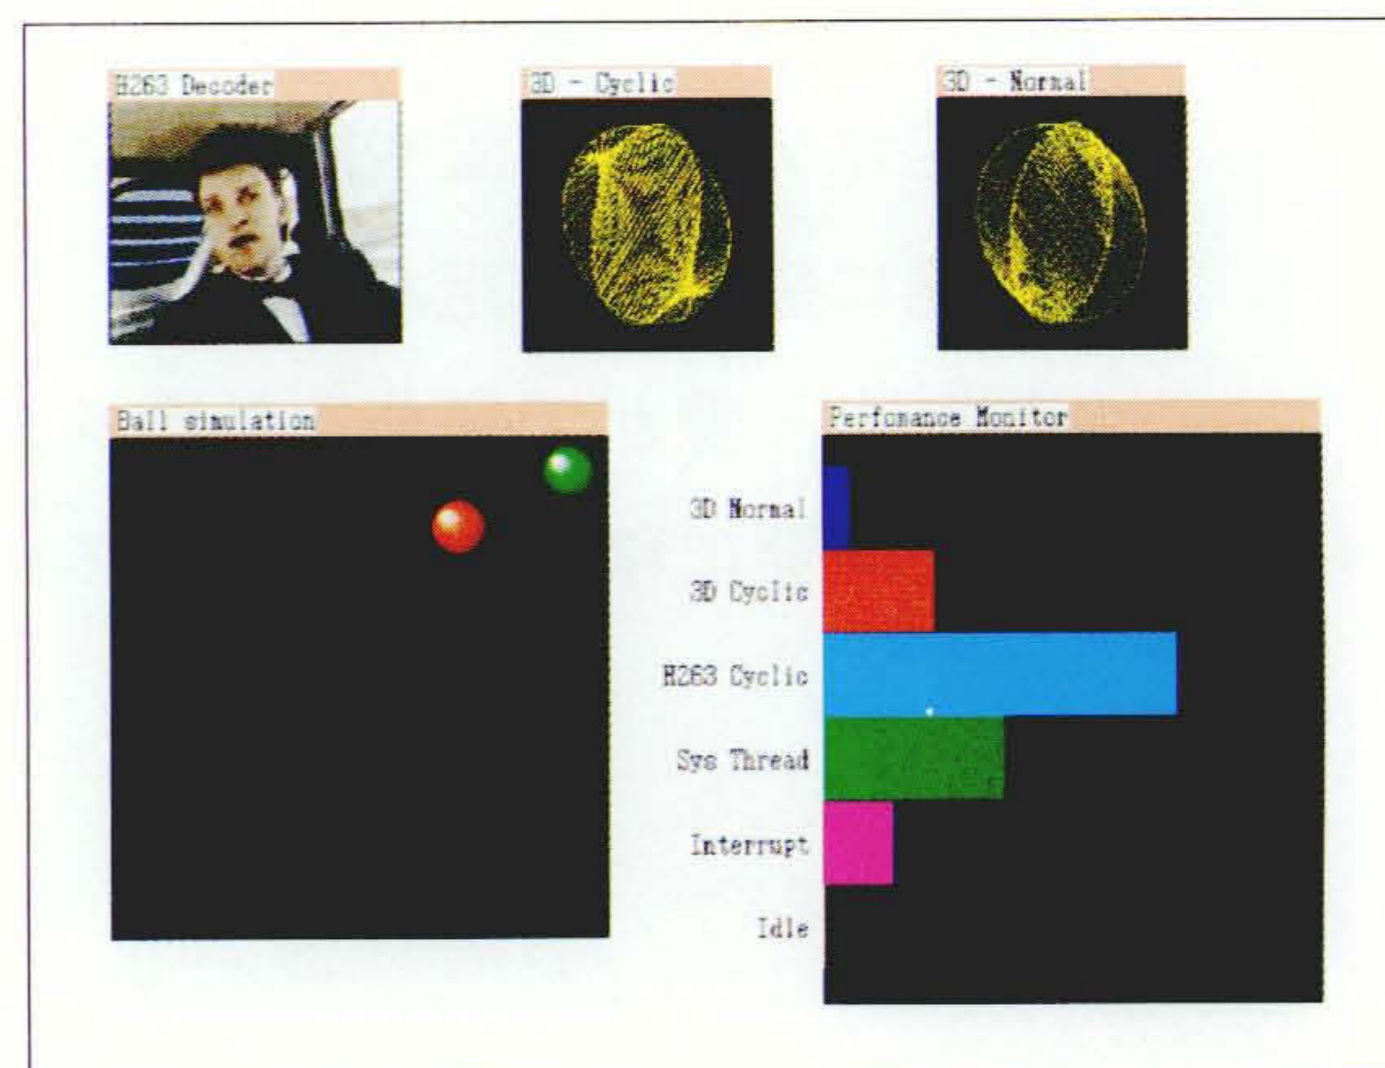 H263 Decoder
3D - Cyclic
3D - Normal
Ball simulation
Perfomance Monitor
3D Normal
3D Cyclic
H263 Cyclic
Sys Thread
Interrupt
Idle